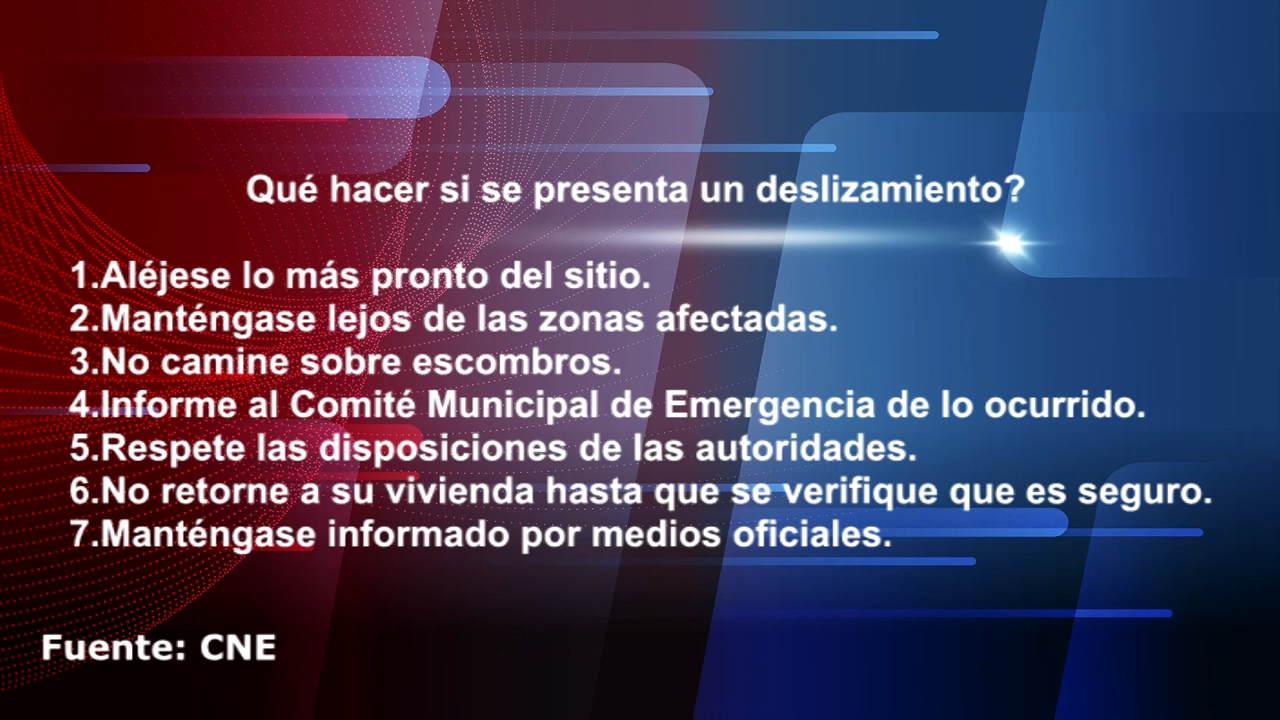 Qué hacer si se presenta un deslizamiento?
1.Aléjese lo más pronto del sitio.
2.Manténgase lejos de las zonas afectadas.
3.No camine sobre escombros.
4.Informe al Comité Municipal de Emergencia de lo ocurrido.
5.Respete las disposiciones de las autoridades.
6.No retorne a su vivienda hasta que se verifique que es seguro.
7.Manténgase informado por medios oficiales.
Fuente: CNE